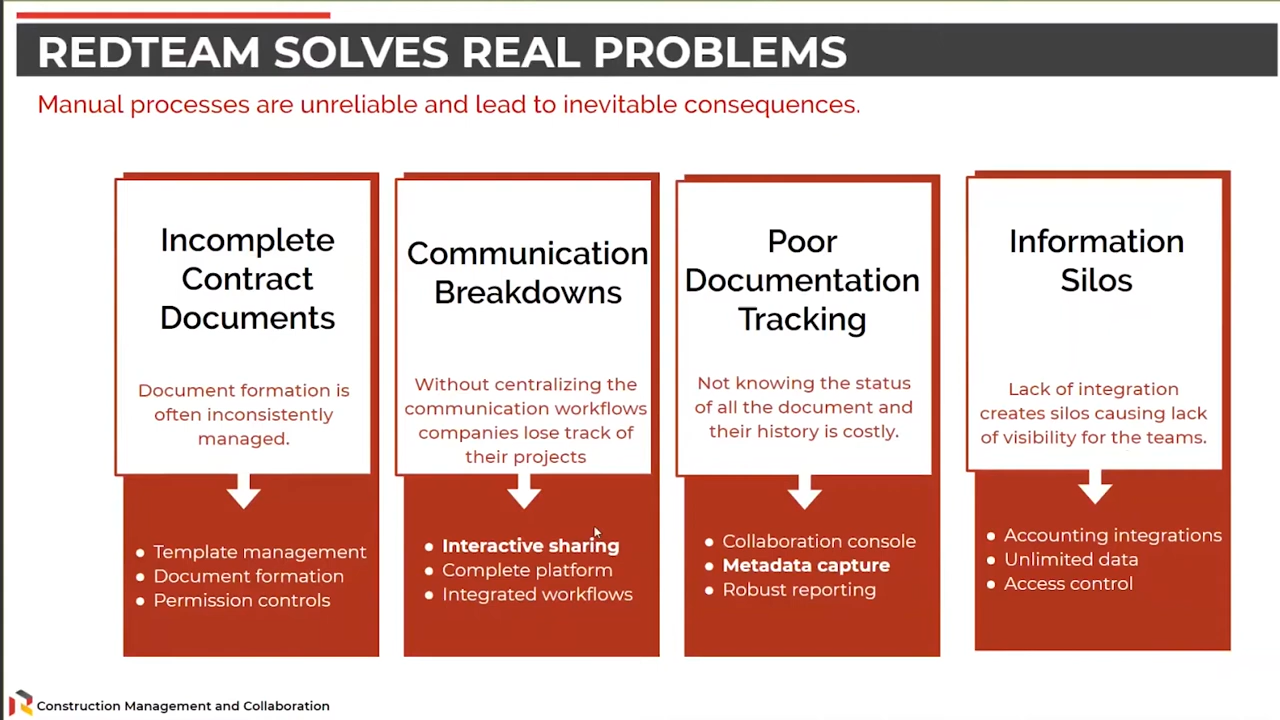 REDTEAM SOLVES REAL PROBLEMS
Manual processes are unreliable and lead to inevitable consequences.
Incomplete
Contract
Documents
Document formation is
often inconsistently
managed.
● Template management
● Document formation
● Permission controls
Communication
Breakdowns
Without centralizing the
communication workflows
companies lose track of
their projects
● Interactive sharing
● Complete platform
● Integrated workflows
Poor
Documentation
Tracking
Not knowing the status
of all the document and
their history is costly.
● Collaboration console
● Metadata capture
● Robust reporting
Information
Silos
Lack of integration
creates silos causing lack
of visibility for the teams.
● Accounting integrations
● Unlimited data
● Access control
Construction Management and Collaboration